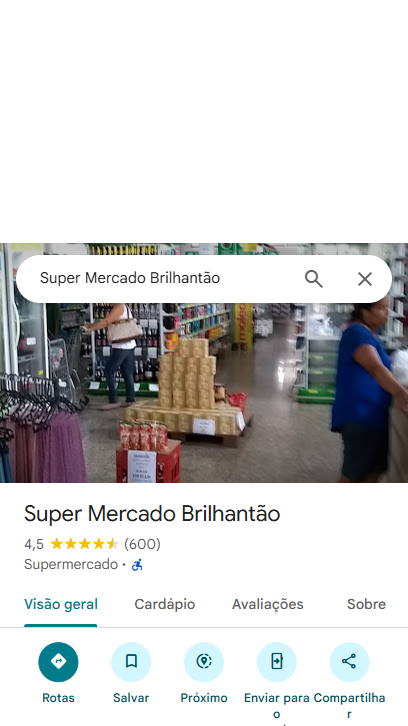 Super Mercado Brilhantão
Super Mercado Brilhantão
4,5 (600)
Supermercado ·
Visão geral Cardápio Avaliações Sobre
Rotas Salvar Próximo Enviar para o Compartilhar